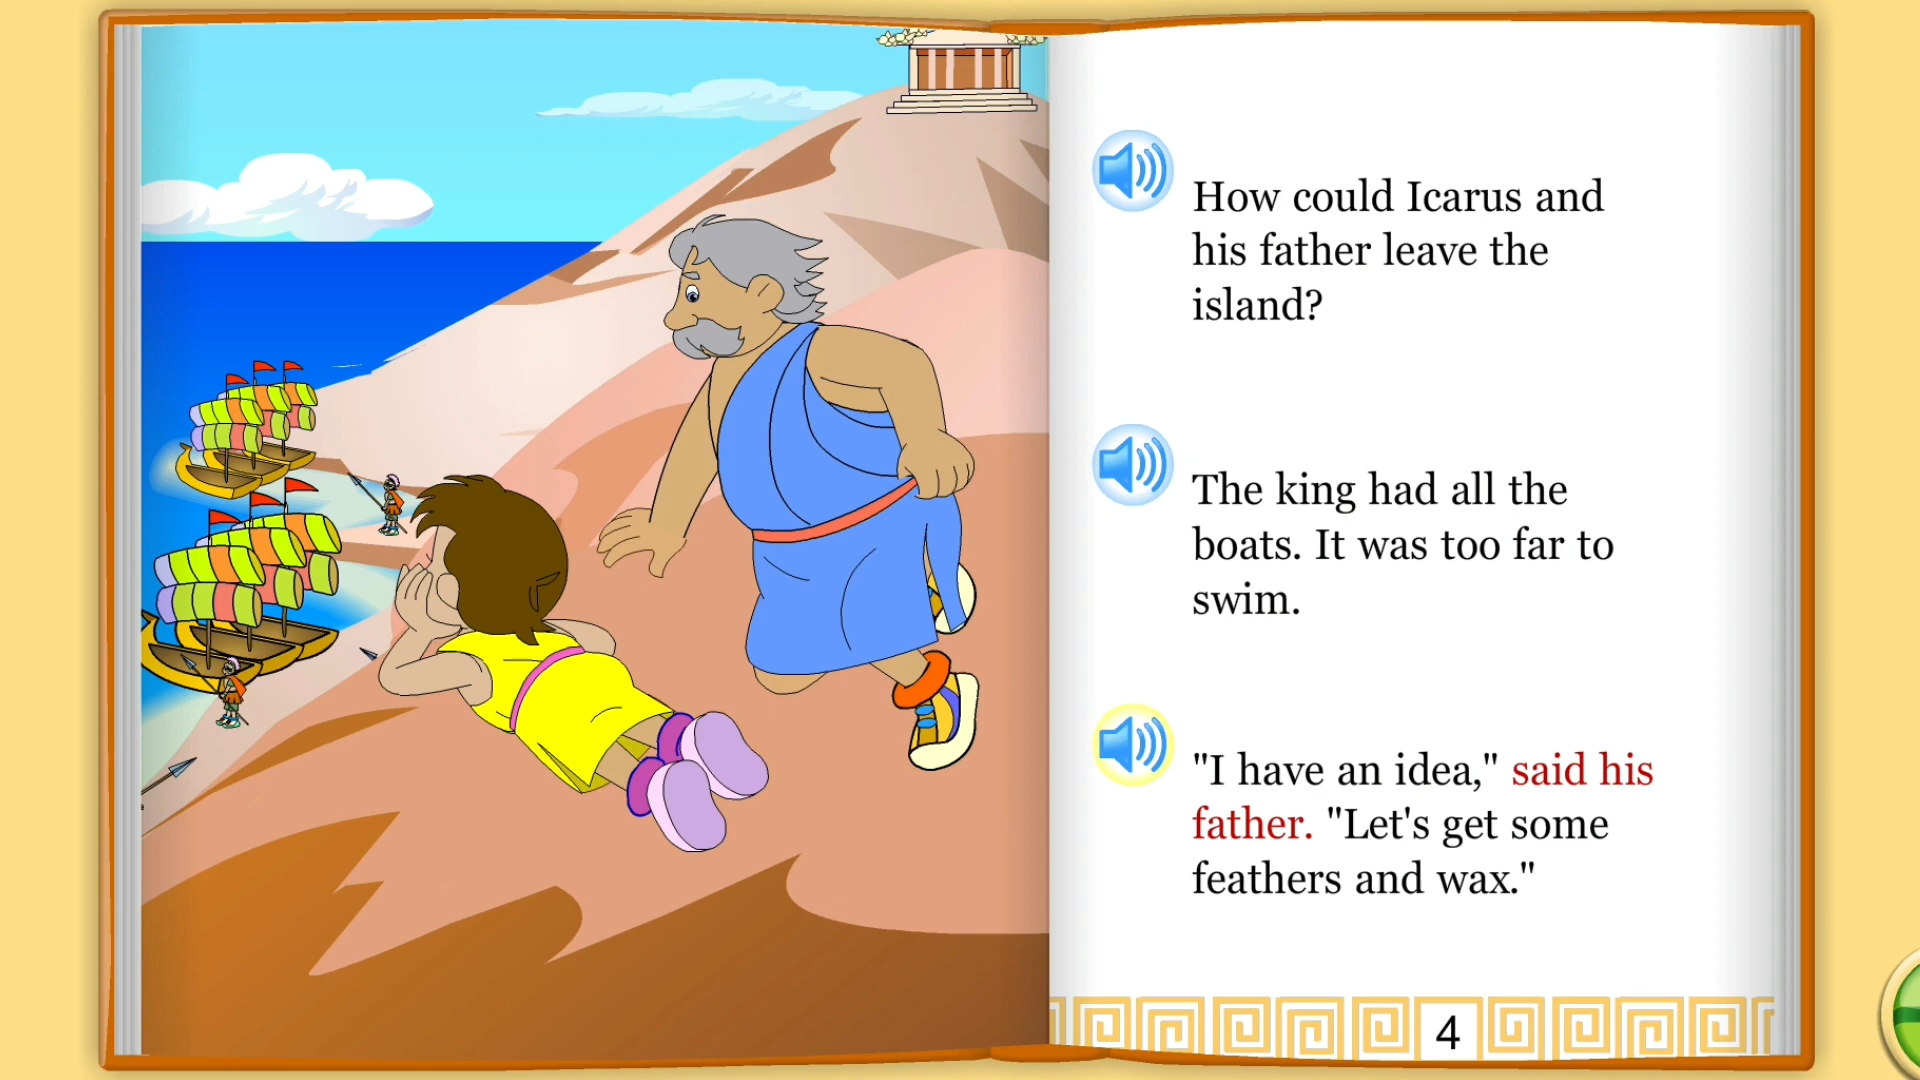 How could Icarus and
his father leave the
island?
The king had all the
boats. It was too far to
swim.
"I have an idea," said his
father. "Let's get some
feathers and wax."
4